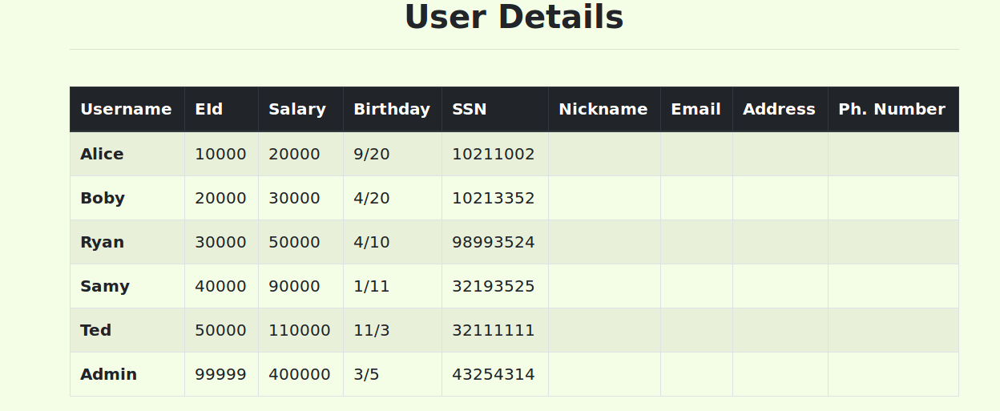 User Details
Username EId Salary Birthday SSN Nickname Email Address Ph. Number
Alice 10000 20000 9/20 10211002
Boby 20000 30000 4/20 10213352
Ryan 30000 50000 4/10 98993524
Samy 40000 90000 1/11 32193525
Ted 50000 110000 11/3 32111111
Admin 99999 400000 3/5 43254314